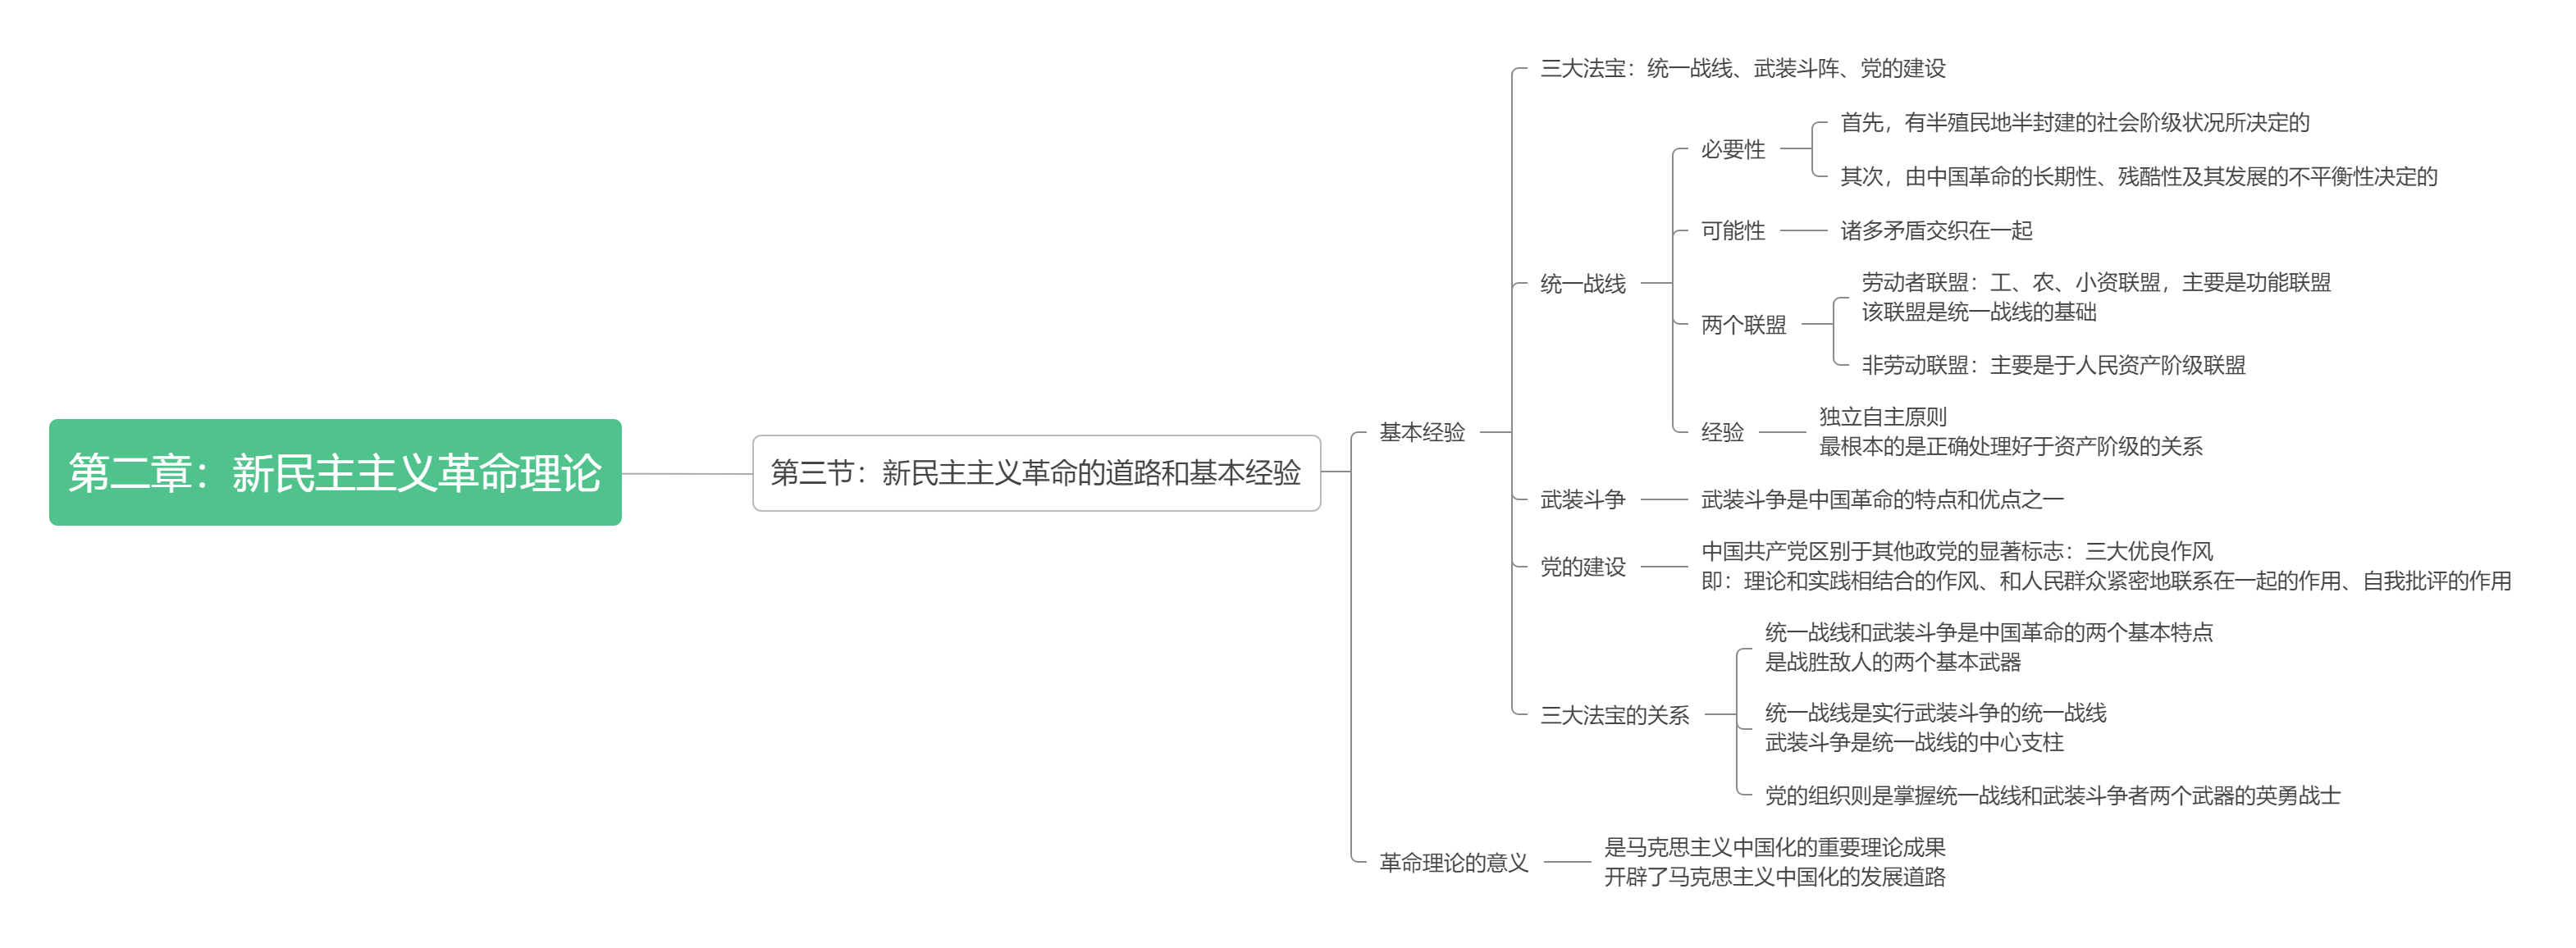 第二章：新民主主义革命理论
第三节：新民主主义革命的道路和基本经验
基本经验
三大法宝：统一战线、武装斗阵、党的建设
统一战线
必要性
首先，有半殖民地半封建的社会阶级状况所决定的
其次，由中国革命的长期性、残酷性及其发展的不平衡性决定的
可能性
诸多矛盾交织在一起
两个联盟
劳动者联盟：工、农、小资联盟，主要是功能联盟
该联盟是统一战线的基础
非劳动联盟：主要是于人民资产阶级联盟
经验
独立自主原则
最根本的是正确处理好于资产阶级的关系
武装斗争
武装斗争是中国革命的特点和优点之一
党的建设
中国共产党区别于其他政党的显著标志：三大优良作风
即：理论和实践相结合的作风、和人民群众紧密地联系在一起的作用、自我批评的作用
三大法宝的关系
统一战线和武装斗争是中国革命的两个基本特点
是战胜敌人的两个基本武器
统一战线是实行武装斗争的统一战线
武装斗争是统一战线的中心支柱
党的组织则是掌握统一战线和武装斗争者两个武器的英勇战士
革命理论的意义
是马克思主义中国化的重要理论成果
开辟了马克思主义中国化的发展道路